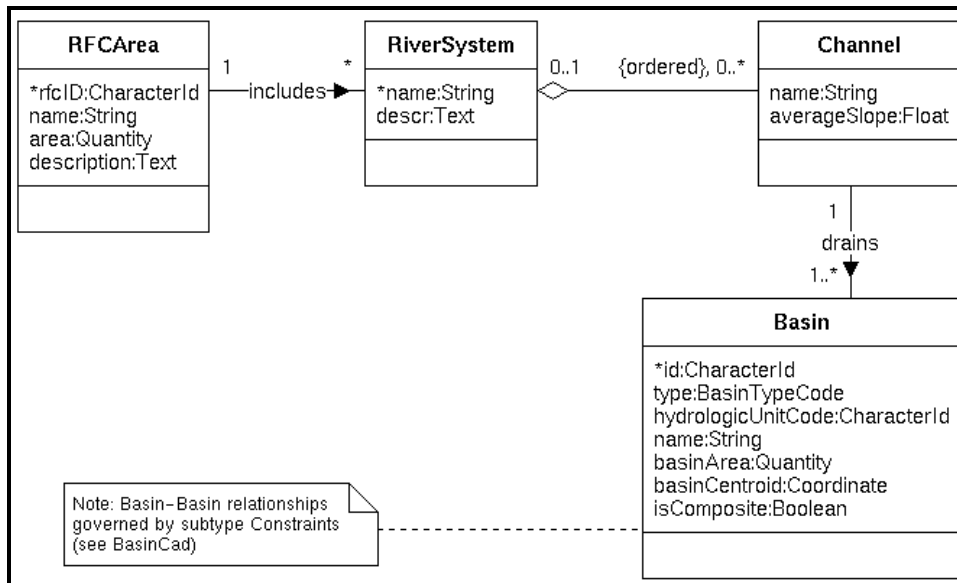 RFCArea
*rfcID:CharacterId
name:String
area:Quantity
description:Text
1
includes
*
RiverSystem
*name:String
descr:Text
0..1
{ordered}, 0..*
Channel
name:String
averageSlope:Float
1
drains
1..*
Basin
*id:CharacterId
type:BasinTypeCode
hydrologicUnitCode:CharacterId
name:String
basinArea:Quantity
basinCentroid:Coordinate
isComposite:Boolean
Note: Basin-Basin relationships
governed by subtype Constraints
(see BasinCad)